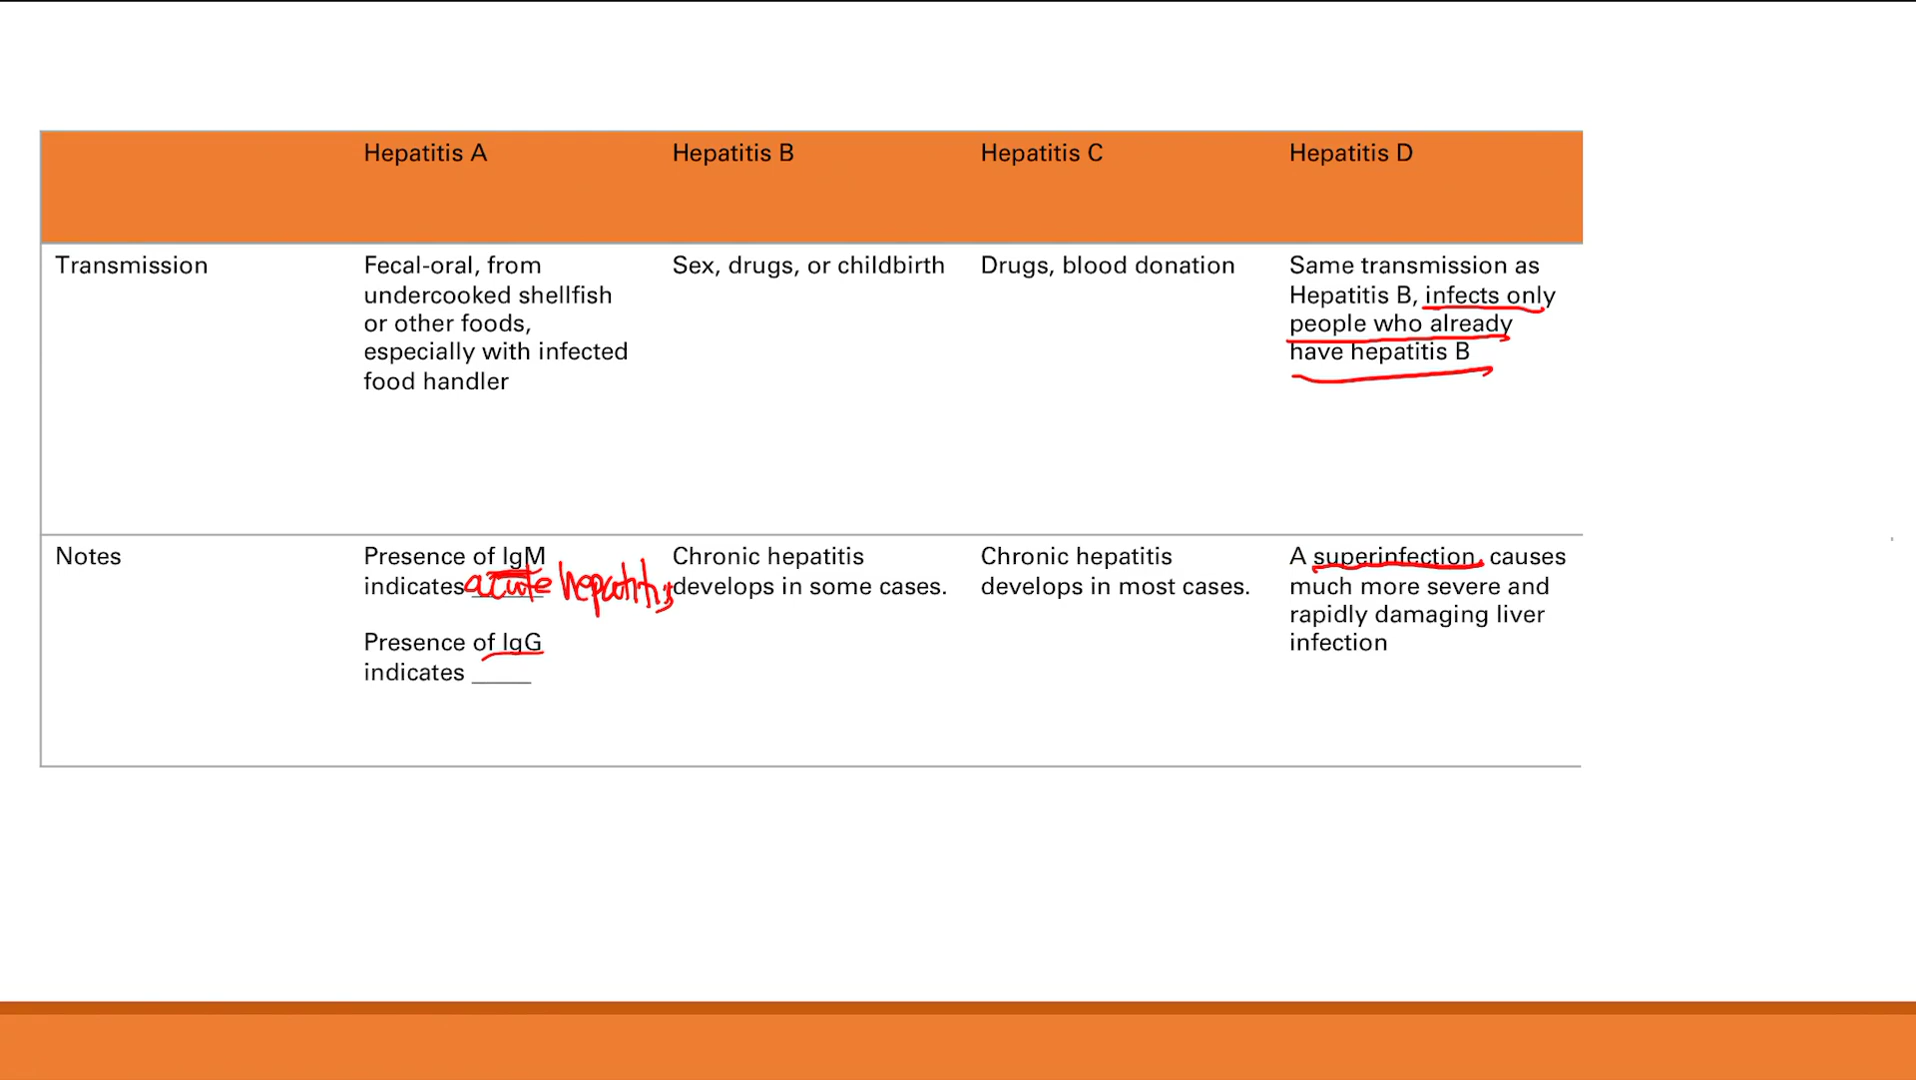 Hepatitis A
Hepatitis B
Hepatitis C
Hepatitis D
Transmission
Fecal-oral, from
undercooked shellfish
or other foods,
especially with infected
food handler
Sex, drugs, or childbirth
Drugs, blood donation
Same transmission as
Hepatitis B, infects only
people who already
have hepatitis B
Notes
Presence of IgM
indicates acute hepatitis
Presence of IgG
indicates _____
Chronic hepatitis
develops in some cases.
Chronic hepatitis
develops in most cases.
A superinfection, causes
much more severe and
rapidly damaging liver
infection